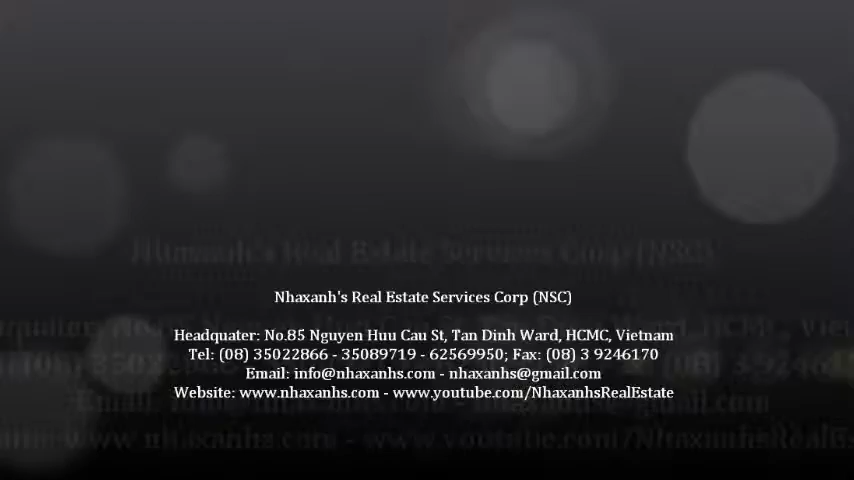 Nhaxanh's Real Estate Services Corp (NSC)
Headquater: No.85 Nguyen Huu Cau St, Tan Dinh Ward, HCMC, Vietnam
Tel: (08) 35022866 - 35089719 - 62569950; Fax: (08) 3 9246170
Email: info@nhaxanhs.com - nhaxanhs@gmail.com
Website: www.nhaxanhs.com - www.youtube.com/NhaxanhsRealEstate